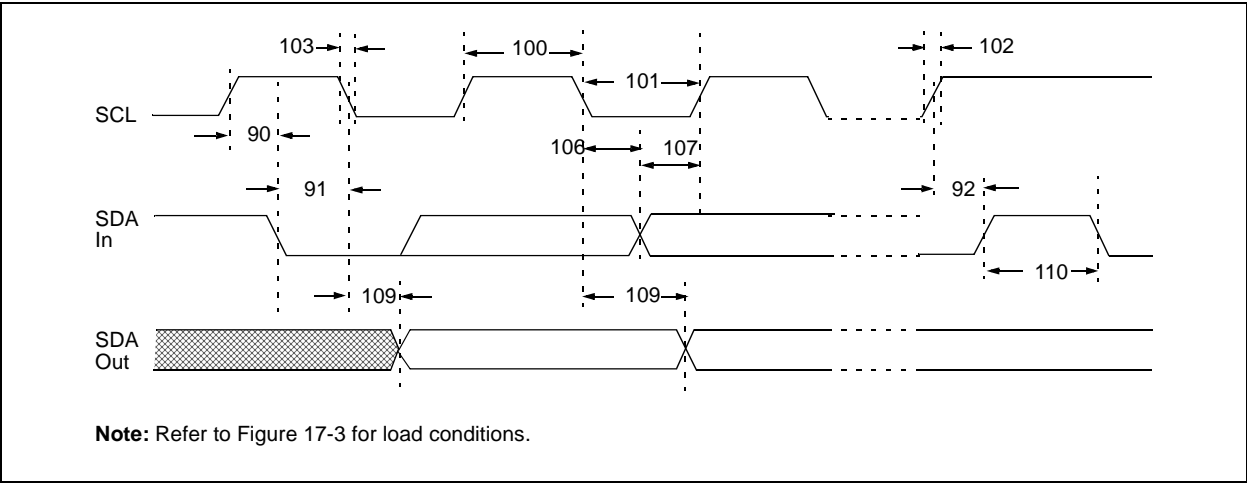 103
100
102
101
SCL
90
106
107
91
92
SDA
In
109
109
110
SDA
Out
Note: Refer to Figure 17-3 for load conditions.